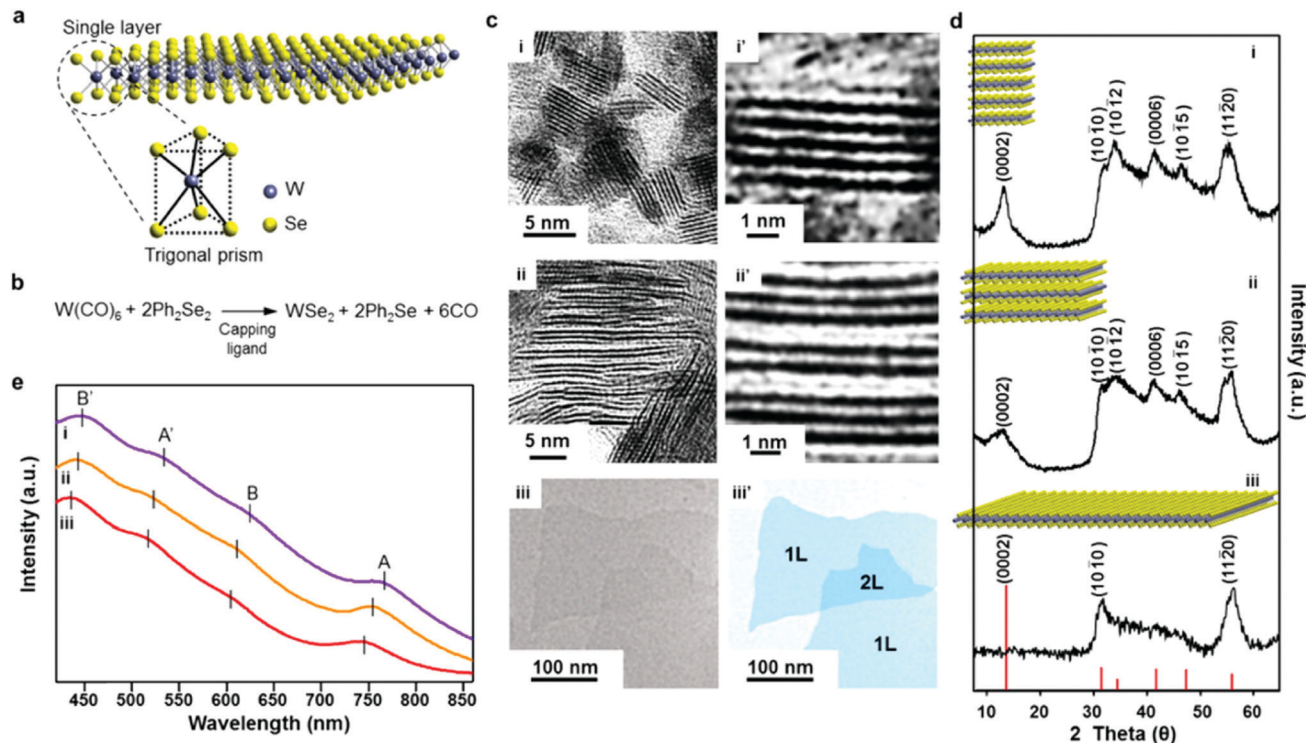 a
Single layer
W
Se
Trigonal prism
b
W(CO)₆ + 2Ph₂Se₂ → WSe₂ + 2Ph₂Se + 6CO
Capping
ligand
e
B'
A'
B
A
i
ii
iii
Intensity (a.u.)
450 500 550 600 650 700 750 800 850
Wavelength (nm)
c
i
5 nm
i'
1 nm
ii
5 nm
ii'
1 nm
iii
100 nm
iii'
1L
2L
1L
100 nm
d
i
(0002)
(101̅0)
(101̅2)
(0006)
(101̅5)
(112̅0)
ii
(0002)
(101̅0)
(101̅2)
(0006)
(101̅5)
(112̅0)
iii
(0002)
(101̅0)
(112̅0)
Intensity (a.u.)
10 20 30 40 50 60
2 Theta (θ)